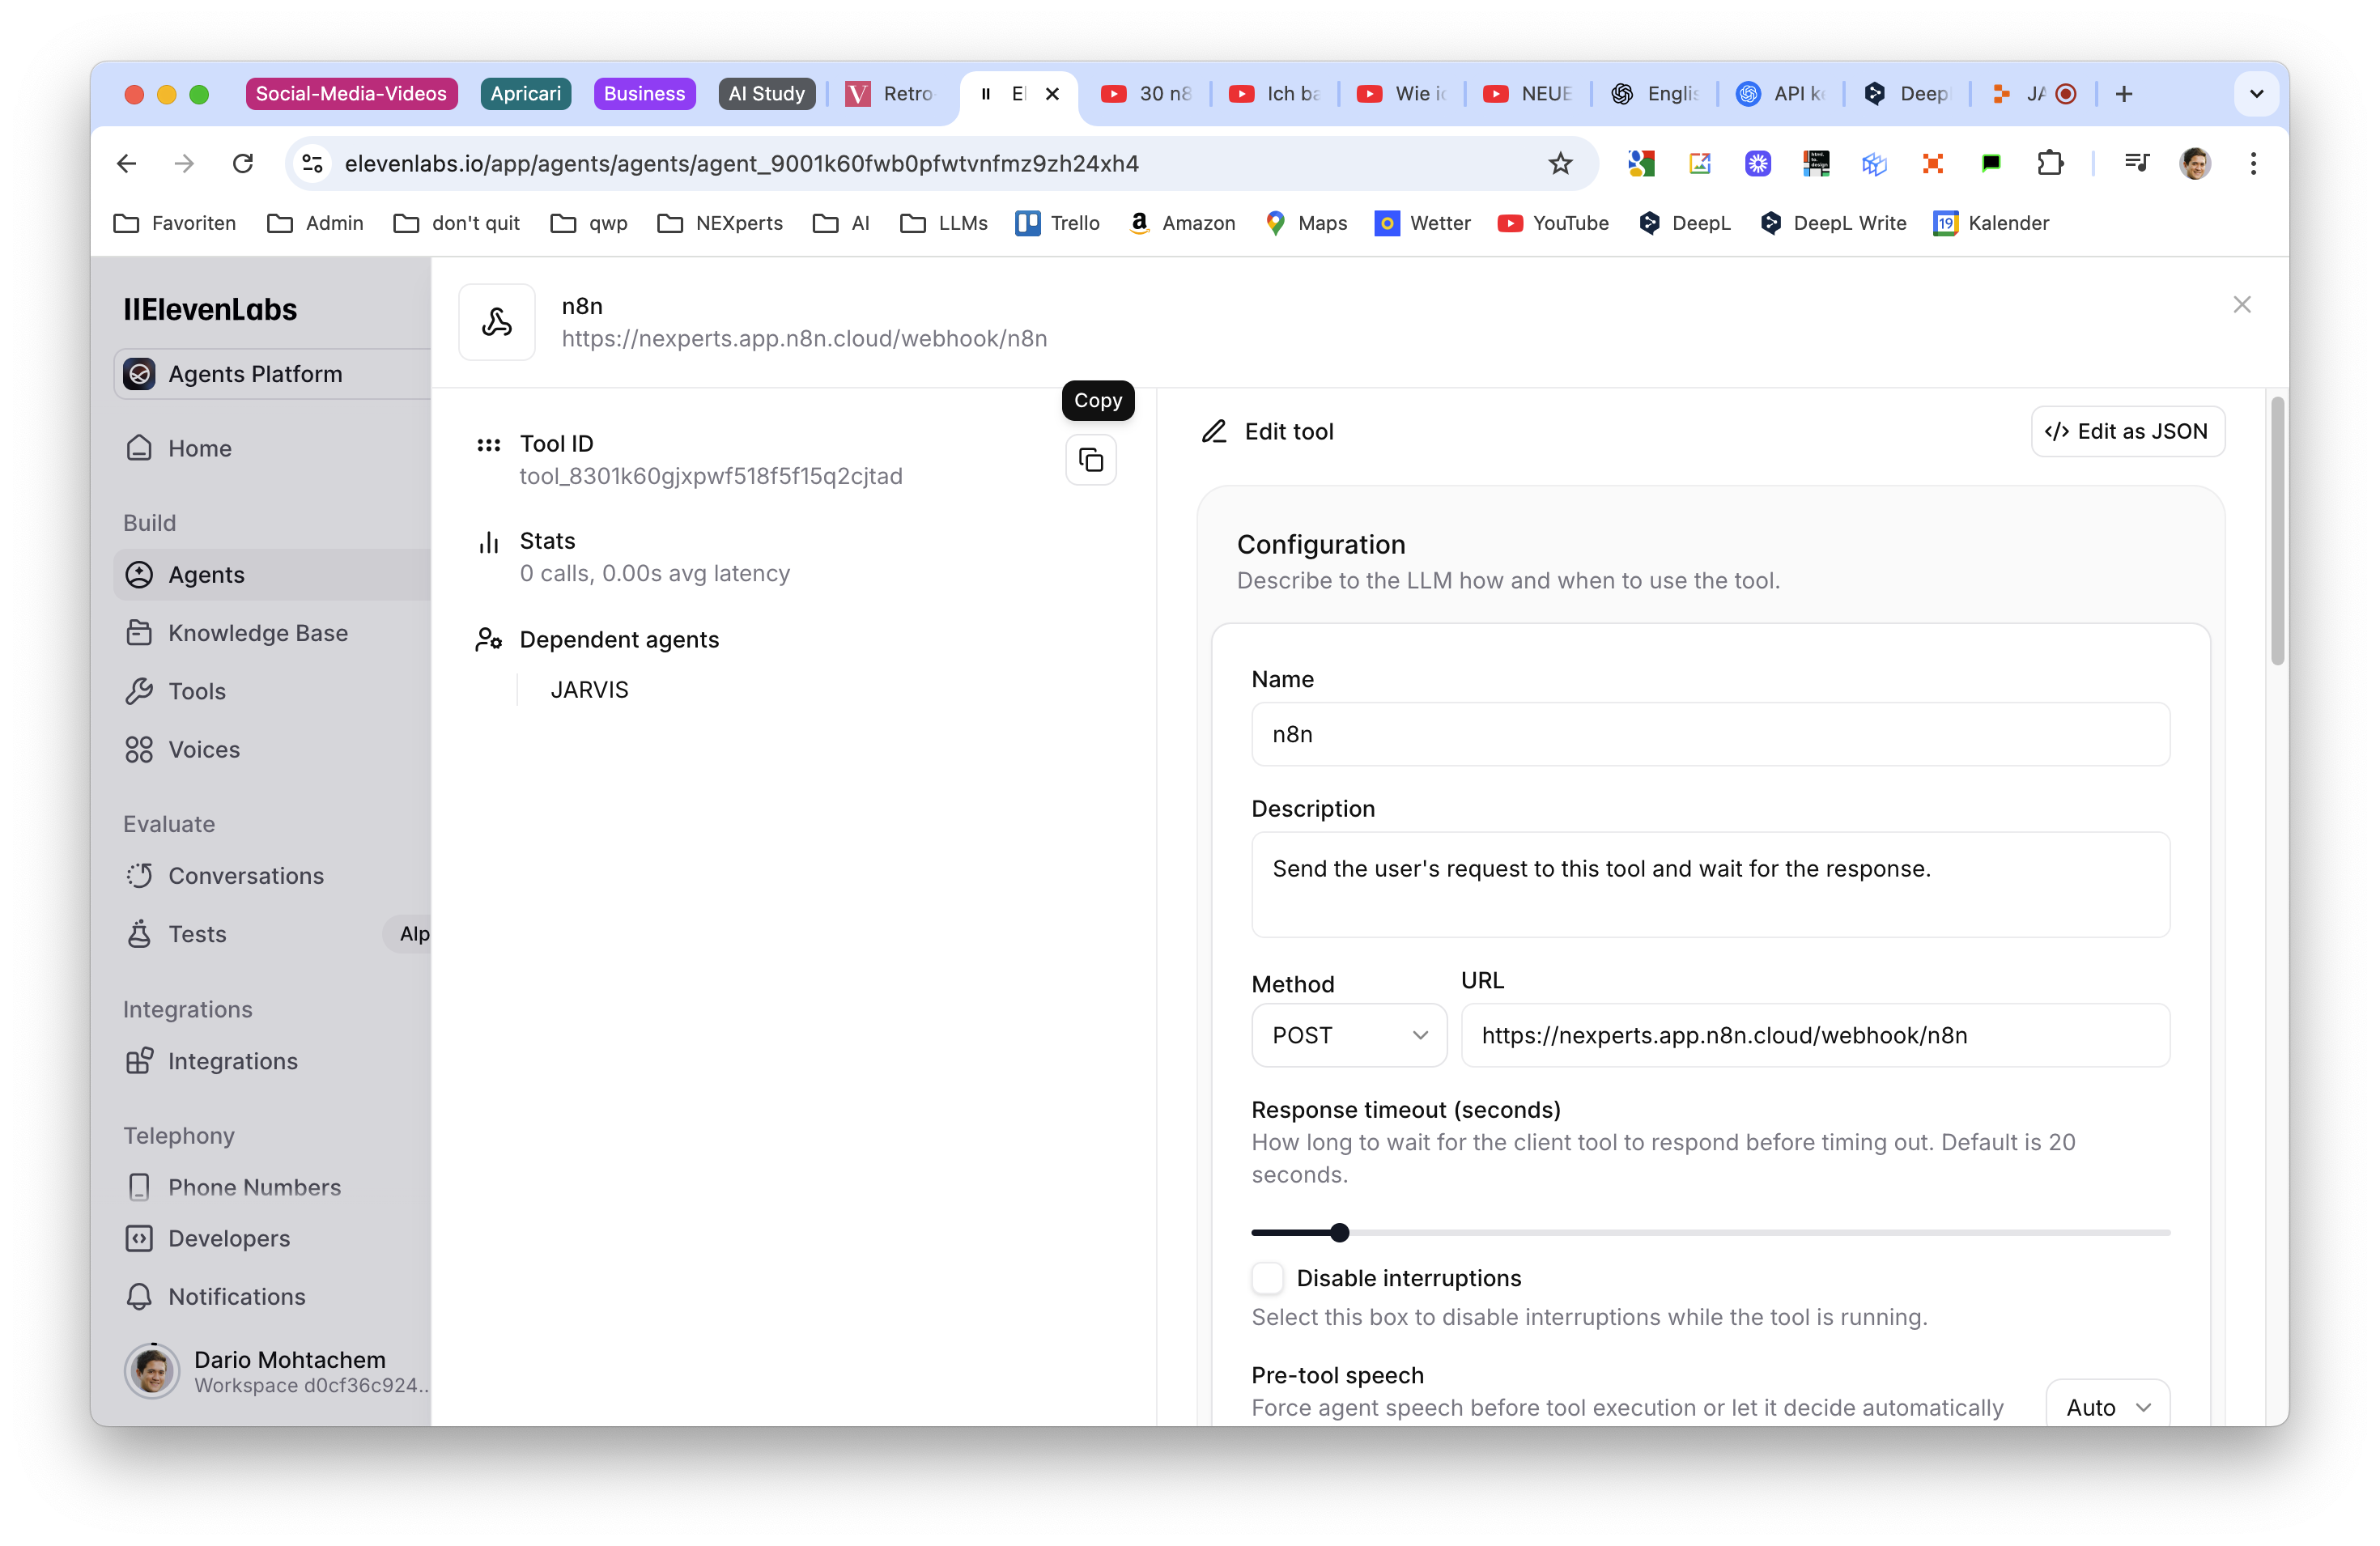 Social-Media-Videos
Apricari
Business
AI Study
Retro
El
30 n8
Ich ba
Wie ic
NEUE
Englis
API ke
Deepl
JA
elevenlabs.io/app/agents/agents/agent_9001k60fwb0pfwtvnfmz9zh24xh4
Favoriten
Admin
don't quit
qwp
NEXperts
AI
LLMs
Trello
Amazon
Maps
Wetter
YouTube
DeepL
DeepL Write
19
Kalender
IIElevenLabs
Agents Platform
Home
Build
Agents
Knowledge Base
Tools
Voices
Evaluate
Conversations
Tests
Alp
Integrations
Integrations
Telephony
Phone Numbers
Developers
Notifications
Dario Mohtachem
Workspace d0cf36c924...
n8n
https://nexperts.app.n8n.cloud/webhook/n8n
Copy
Tool ID
tool_8301k60gjxpwf518f5f15q2cjtad
Stats
0 calls, 0.00s avg latency
Dependent agents
JARVIS
Edit tool
</> Edit as JSON
Configuration
Describe to the LLM how and when to use the tool.
Name
n8n
Description
Send the user's request to this tool and wait for the response.
Method
URL
POST
https://nexperts.app.n8n.cloud/webhook/n8n
Response timeout (seconds)
How long to wait for the client tool to respond before timing out. Default is 20
seconds.
Disable interruptions
Select this box to disable interruptions while the tool is running.
Pre-tool speech
Force agent speech before tool execution or let it decide automatically
Auto